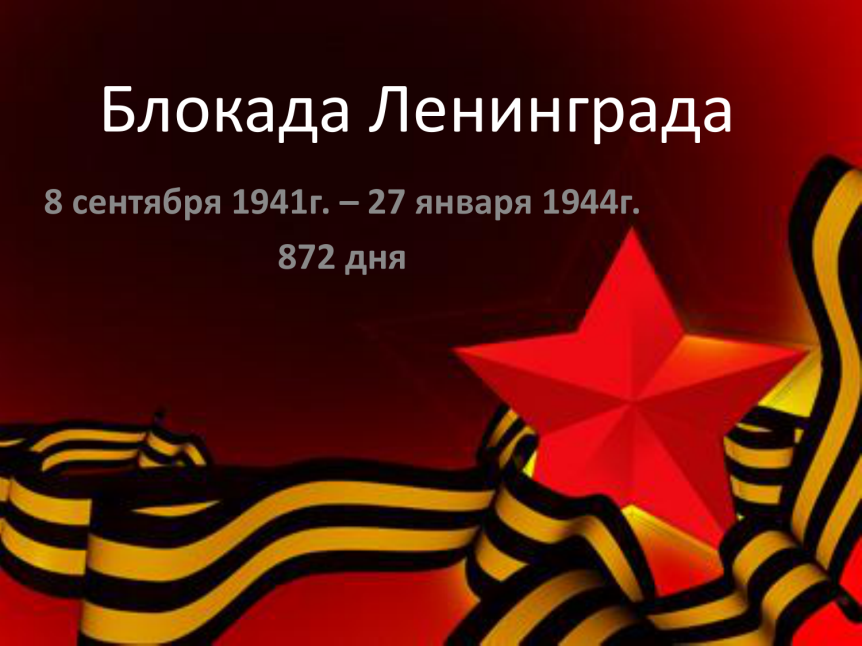 Блокада Ленинграда
8 сентября 1941г. – 27 января 1944г.
872 дня